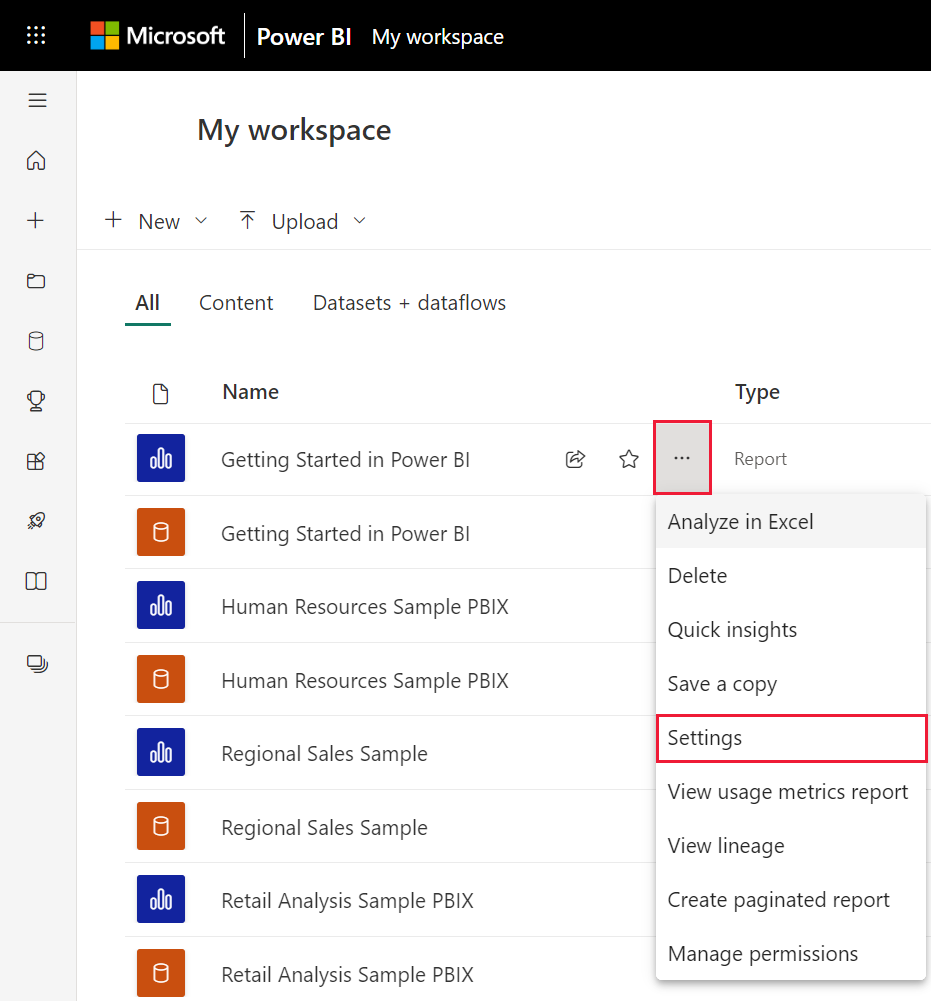 Microsoft Power BI My workspace
My workspace
New Upload
All Content Datasets + dataflows
Name Type
Getting Started in Power BI ... Report
Analyze in Excel
Getting Started in Power BI
Delete
Human Resources Sample PBIX
Quick insights
Human Resources Sample PBIX
Save a copy
Regional Sales Sample
Settings
View usage metrics report
Regional Sales Sample
View lineage
Retail Analysis Sample PBIX
Create paginated report
Retail Analysis Sample PBIX
Manage permissions